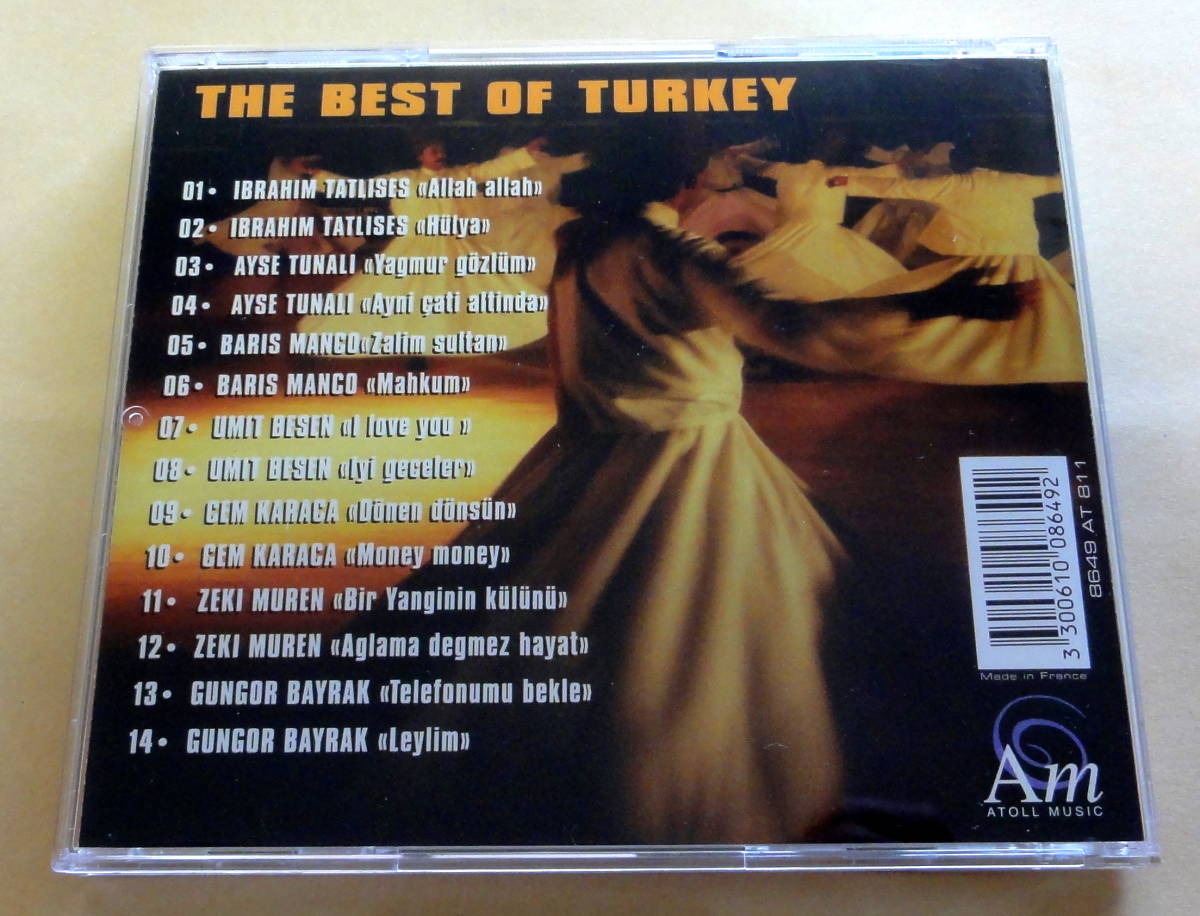 THE BEST OF TURKEY
01• IBRAHIM TATLISES «Allah allah»
02• IBRAHIM TATLISES «Hülya»
03• AYSE TUNALI «Yagmur gözlüm»
04• AYSE TUNALI «Ayni çati altinda»
05• BARIS MANCO«Zalim sultan»
06• BARIS MANCO «Mahkum»
07• UMIT BESEN «I love you »
08• UMIT BESEN «Iyi geceler»
09• CEM KARACA «Dönen dönsün»
10• CEM KARACA «Money money»
11• ZEKI MUREN «Bir Yanginin külünü»
12• ZEKI MUREN «Aglama degmez hayat»
13• GUNGOR BAYRAK «Telefonumu bekle»
14• GUNGOR BAYRAK «Leylim»
3 300610 086492
8649 AT 811
Made in France
Am
ATOLL MUSIC